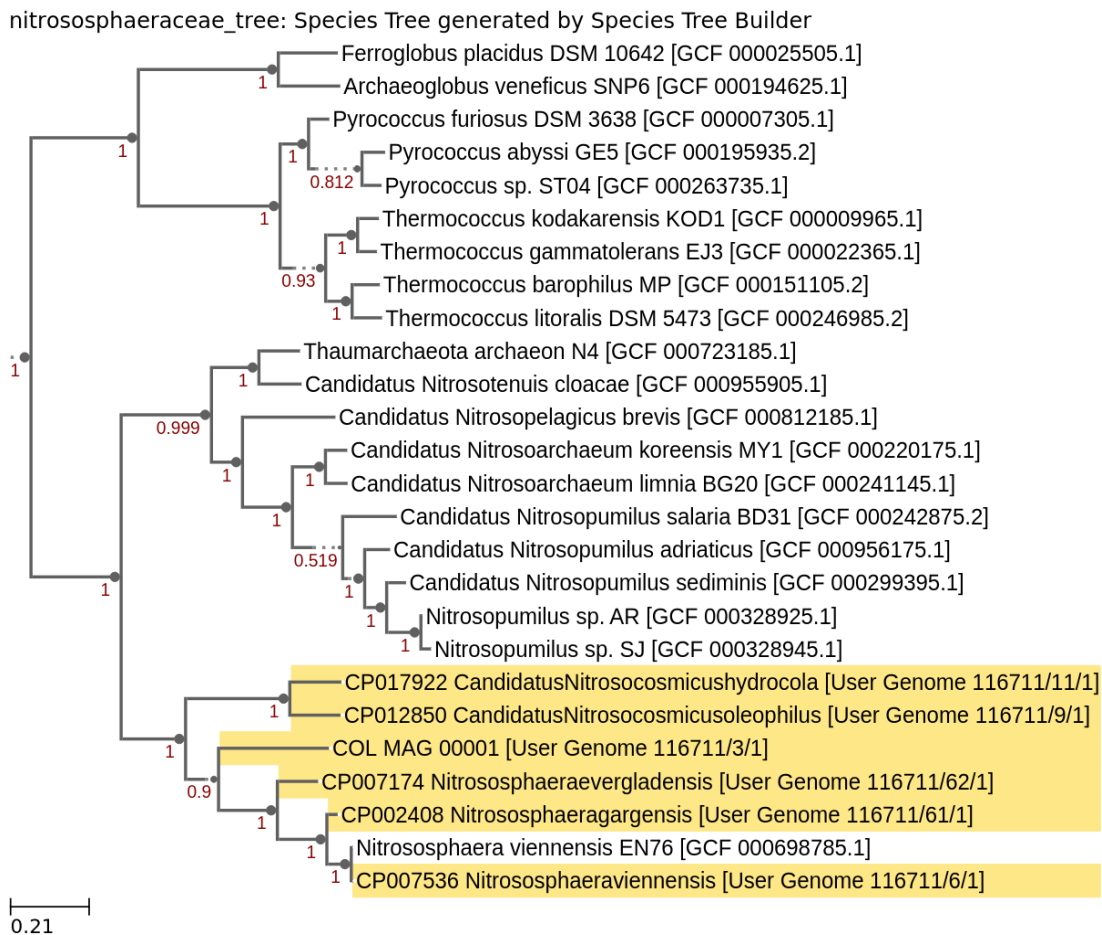 nitrososphaeraceae_tree: Species Tree generated by Species Tree Builder
Ferroglobus placidus DSM 10642 [GCF 000025505.1]
1
Archaeoglobus veneficus SNP6 [GCF 000194625.1]
Pyrococcus furiosus DSM 3638 [GCF 000007305.1]
1
1
Pyrococcus abyssi GE5 [GCF 000195935.2]
0.812
Pyrococcus sp. ST04 [GCF 000263735.1]
1
Thermococcus kodakarensis KOD1 [GCF 000009965.1]
1
Thermococcus gammatolerans EJ3 [GCF 000022365.1]
0.93
Thermococcus barophilus MP [GCF 000151105.2]
1
Thermococcus litoralis DSM 5473 [GCF 000246985.2]
Thaumarchaeota archaeon N4 [GCF 000723185.1]
1
1
Candidatus Nitrosotenuis cloacae [GCF 000955905.1]
0.999
Candidatus Nitrosopelagicus brevis [GCF 000812185.1]
Candidatus Nitrosoarchaeum koreensis MY1 [GCF 000220175.1]
1
1
Candidatus Nitrosoarchaeum limnia BG20 [GCF 000241145.1]
1
Candidatus Nitrosopumilus salaria BD31 [GCF 000242875.2]
Candidatus Nitrosopumilus adriaticus [GCF 000956175.1]
0.519
Candidatus Nitrosopumilus sediminis [GCF 000299395.1]
1
1
Nitrosopumilus sp. AR [GCF 000328925.1]
1
1
Nitrosopumilus sp. SJ [GCF 000328945.1]
CP017922 CandidatusNitrosocosmicushydrocola [User Genome 116711/11/1]
1
CP012850 CandidatusNitrosocosmicusoleophilus [User Genome 116711/9/1]
1
COL MAG 00001 [User Genome 116711/3/1]
CP007174 Nitrososphaeraevergladensis [User Genome 116711/62/1]
0.9
CP002408 Nitrososphaeragargensis [User Genome 116711/61/1]
1
Nitrososphaera viennensis EN76 [GCF 000698785.1]
1
1
CP007536 Nitrososphaeraviennensis [User Genome 116711/6/1]
0.21